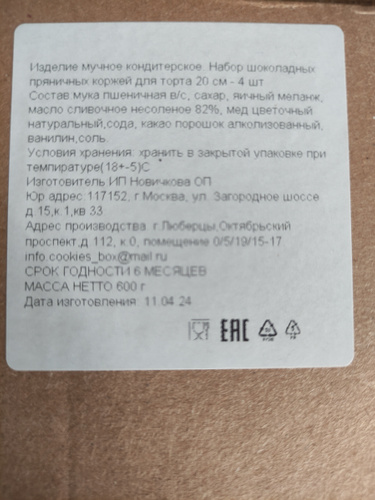 Изделие мучное кондитерское. Набор шоколадных
пряничных коржей для торта 20 см - 4 шт
Состав мука пшеничная в/с, сахар, яичный меланж,
масло сливочное несоленое 82%, мед цветочный
натуральный,сода, какао порошок алкализованный,
ванилин,соль.
Условия хранения: хранить в закрытой упаковке при
темпиратуре(18+-5)С
Изготовитель ИП Новичкова ОП
Юр адрес 117152, г Москва, ул. Загородное шоссе
д 15,к.1,кв 33
Адрес производства. г.Люберцы,Октябрьский
проспект,д 112, к.0, помещение 0/5/19/15-17
info.cookies_box@mail.ru
СРОК ГОДНОСТИ 6 МЕСЯЦЕВ
МАССА НЕТТО 600 г
Дата изготовления 11.04.24
EAC